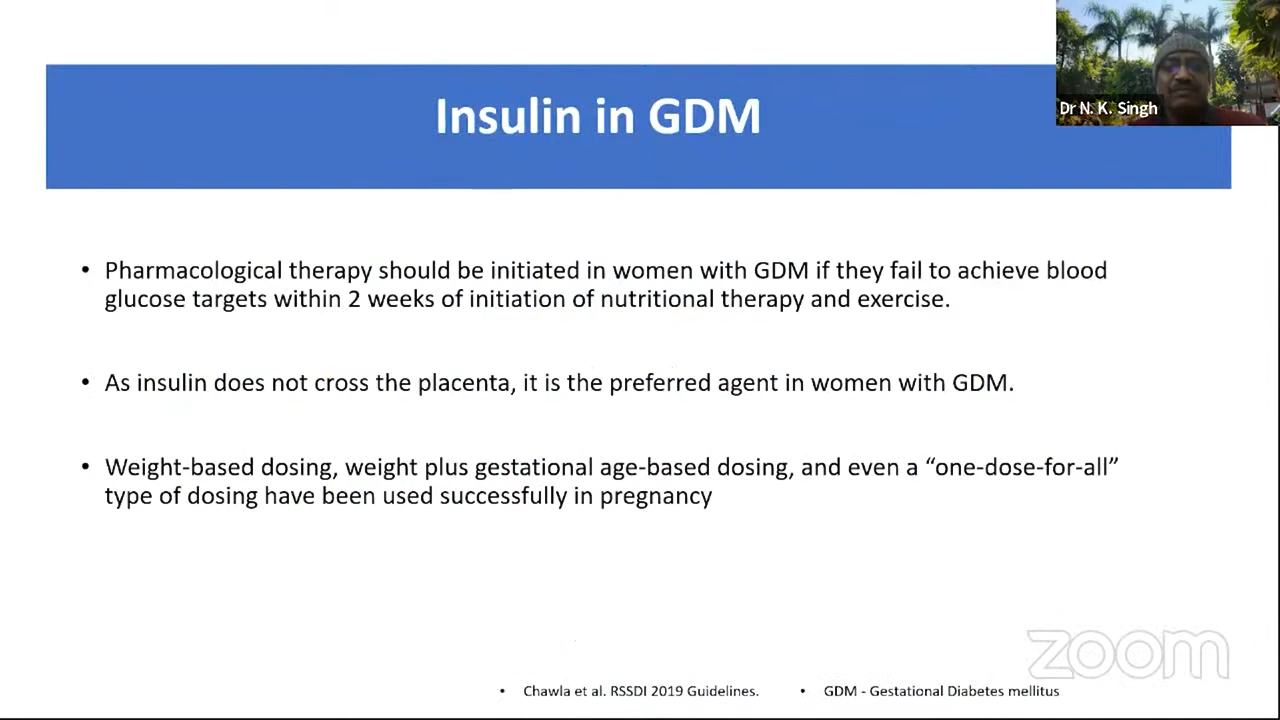 Insulin in GDM
Dr N. K. Singh
• Pharmacological therapy should be initiated in women with GDM if they fail to achieve blood
glucose targets within 2 weeks of initiation of nutritional therapy and exercise.
• As insulin does not cross the placenta, it is the preferred agent in women with GDM.
• Weight-based dosing, weight plus gestational age-based dosing, and even a “one-dose-for-all”
type of dosing have been used successfully in pregnancy
zoom
• Chawla et al. RSSDI 2019 Guidelines. • GDM - Gestational Diabetes mellitus